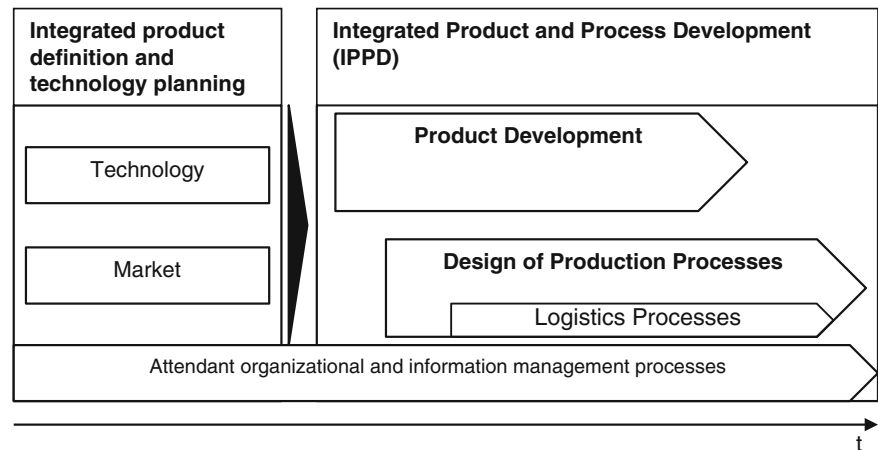 Integrated product
definition and
technology planning
Integrated Product and Process Development
(IPPD)
Technology
Market
Product Development
Design of Production Processes
Logistics Processes
Attendant organizational and information management processes
t